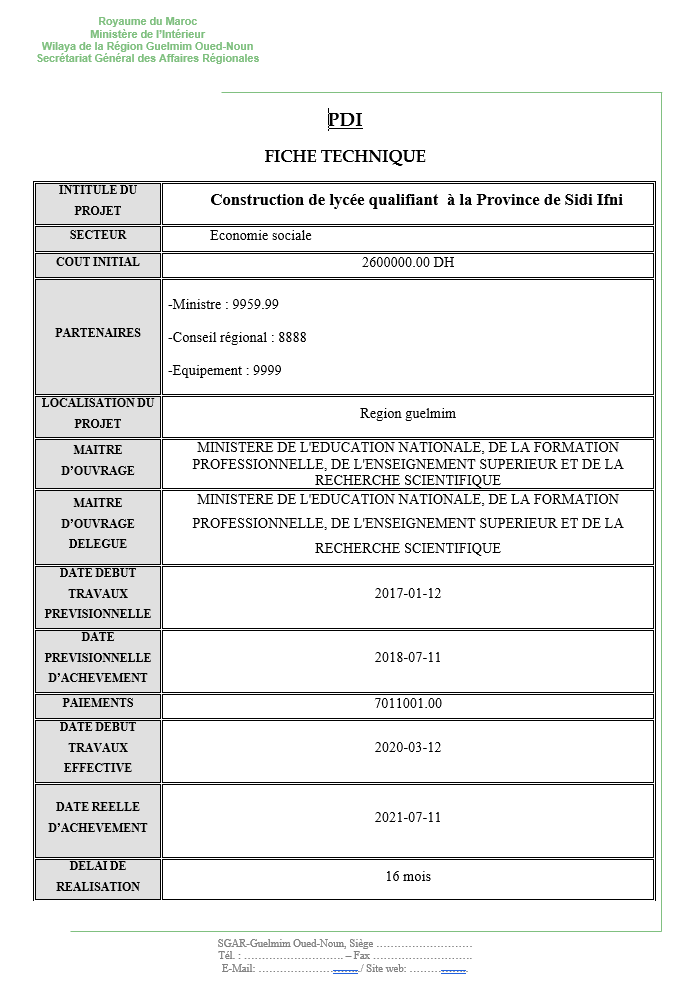 Royaume du Maroc
Ministère de l'Intérieur
Wilaya de la Région Guelmim Oued-Noun
Secrétariat Général des Affaires Régionales
PDI
FICHE TECHNIQUE
INTITULE DU
PROJET
Construction de lycée qualifiant à la Province de Sidi Ifni
SECTEUR
Economie sociale
COUT INITIAL
2600000.00 DH
PARTENAIRES
-Ministre : 9959.99
-Conseil régional : 8888
-Equipement : 9999
LOCALISATION DU
PROJET
Region guelmim
MAITRE
D'OUVRAGE
MINISTERE DE L'EDUCATION NATIONALE, DE LA FORMATION
PROFESSIONNELLE, DE L'ENSEIGNEMENT SUPERIEUR ET DE LA
RECHERCHE SCIENTIFIQUE
MAITRE
D'OUVRAGE
DELEGUE
MINISTERE DE L'EDUCATION NATIONALE, DE LA FORMATION
PROFESSIONNELLE, DE L'ENSEIGNEMENT SUPERIEUR ET DE LA
RECHERCHE SCIENTIFIQUE
DATE DEBUT
TRAVAUX
PREVISIONNELLE
2017-01-12
DATE
PREVISIONNELLE
D'ACHEVEMENT
2018-07-11
PAIEMENTS
7011001.00
DATE DEBUT
TRAVAUX
EFFECTIVE
2020-03-12
DATE REELLE
D'ACHEVEMENT
2021-07-11
DELAI DE
REALISATION
16 mois
SGAR-Guelmim Oued-Noun, Siège ...........................
Tél. : .................................... – Fax ............................
E-Mail: ............................/ Site web: ................